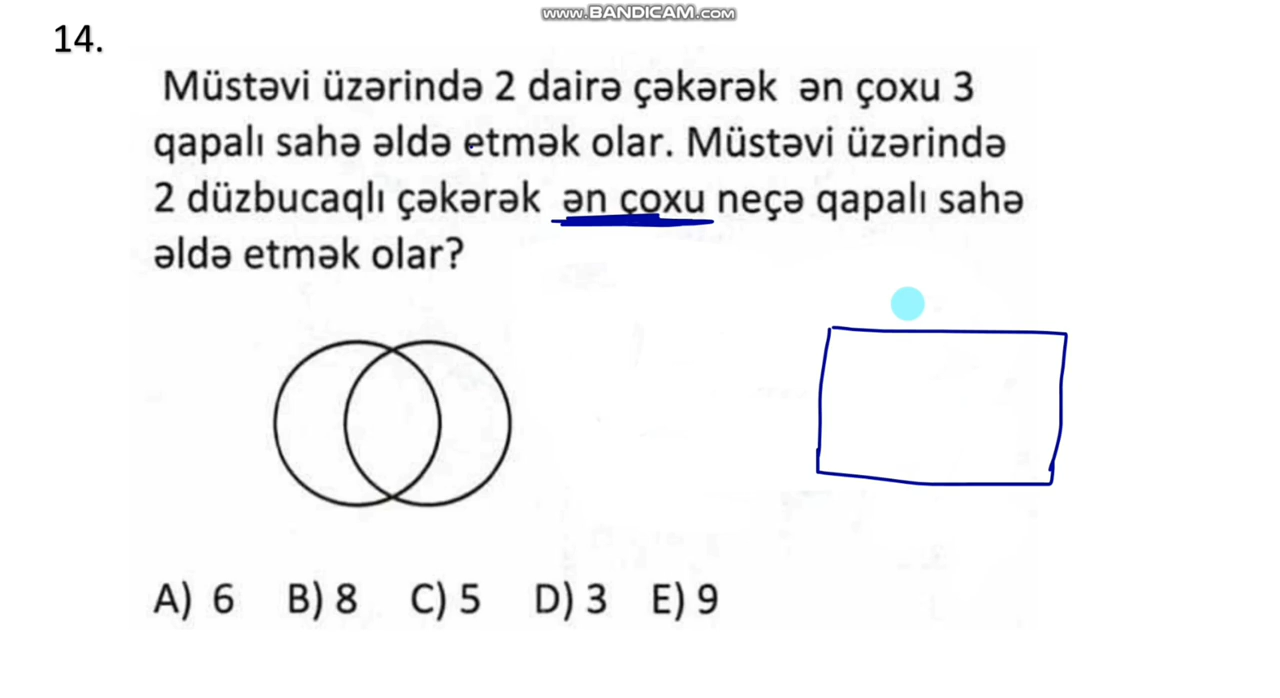 www.BANDICAM.com
14.
Müstəvi üzərində 2 dairə çəkərək ən çoxu 3
qapalı sahə əldə etmək olar. Müstəvi üzərində
2 düzbucaqlı çəkərək ən çoxu neçə qapalı sahə
əldə etmək olar?
A) 6 B) 8 C) 5 D) 3 E) 9